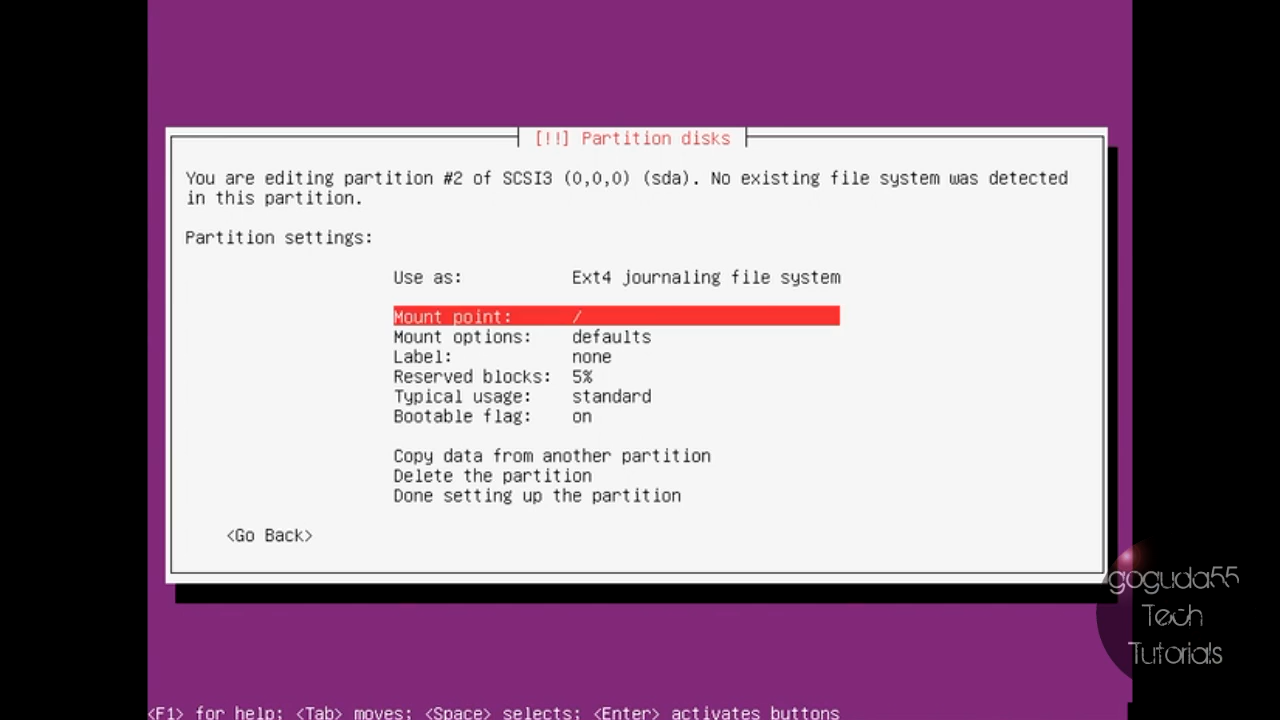 [!!] Partition disks
You are editing partition #2 of SCSI3 (0,0,0) (sda). No existing file system was detected
in this partition.
Partition settings:
Use as: Ext4 journaling file system
Mount point: /
Mount options: defaults
Label: none
Reserved blocks: 5%
Typical usage: standard
Bootable flag: on
Copy data from another partition
Delete the partition
Done setting up the partition
<Go Back>
goguda55
Tech
Tutorials
<F1> for help; <Tab> moves; <Space> selects; <Enter> activates buttons